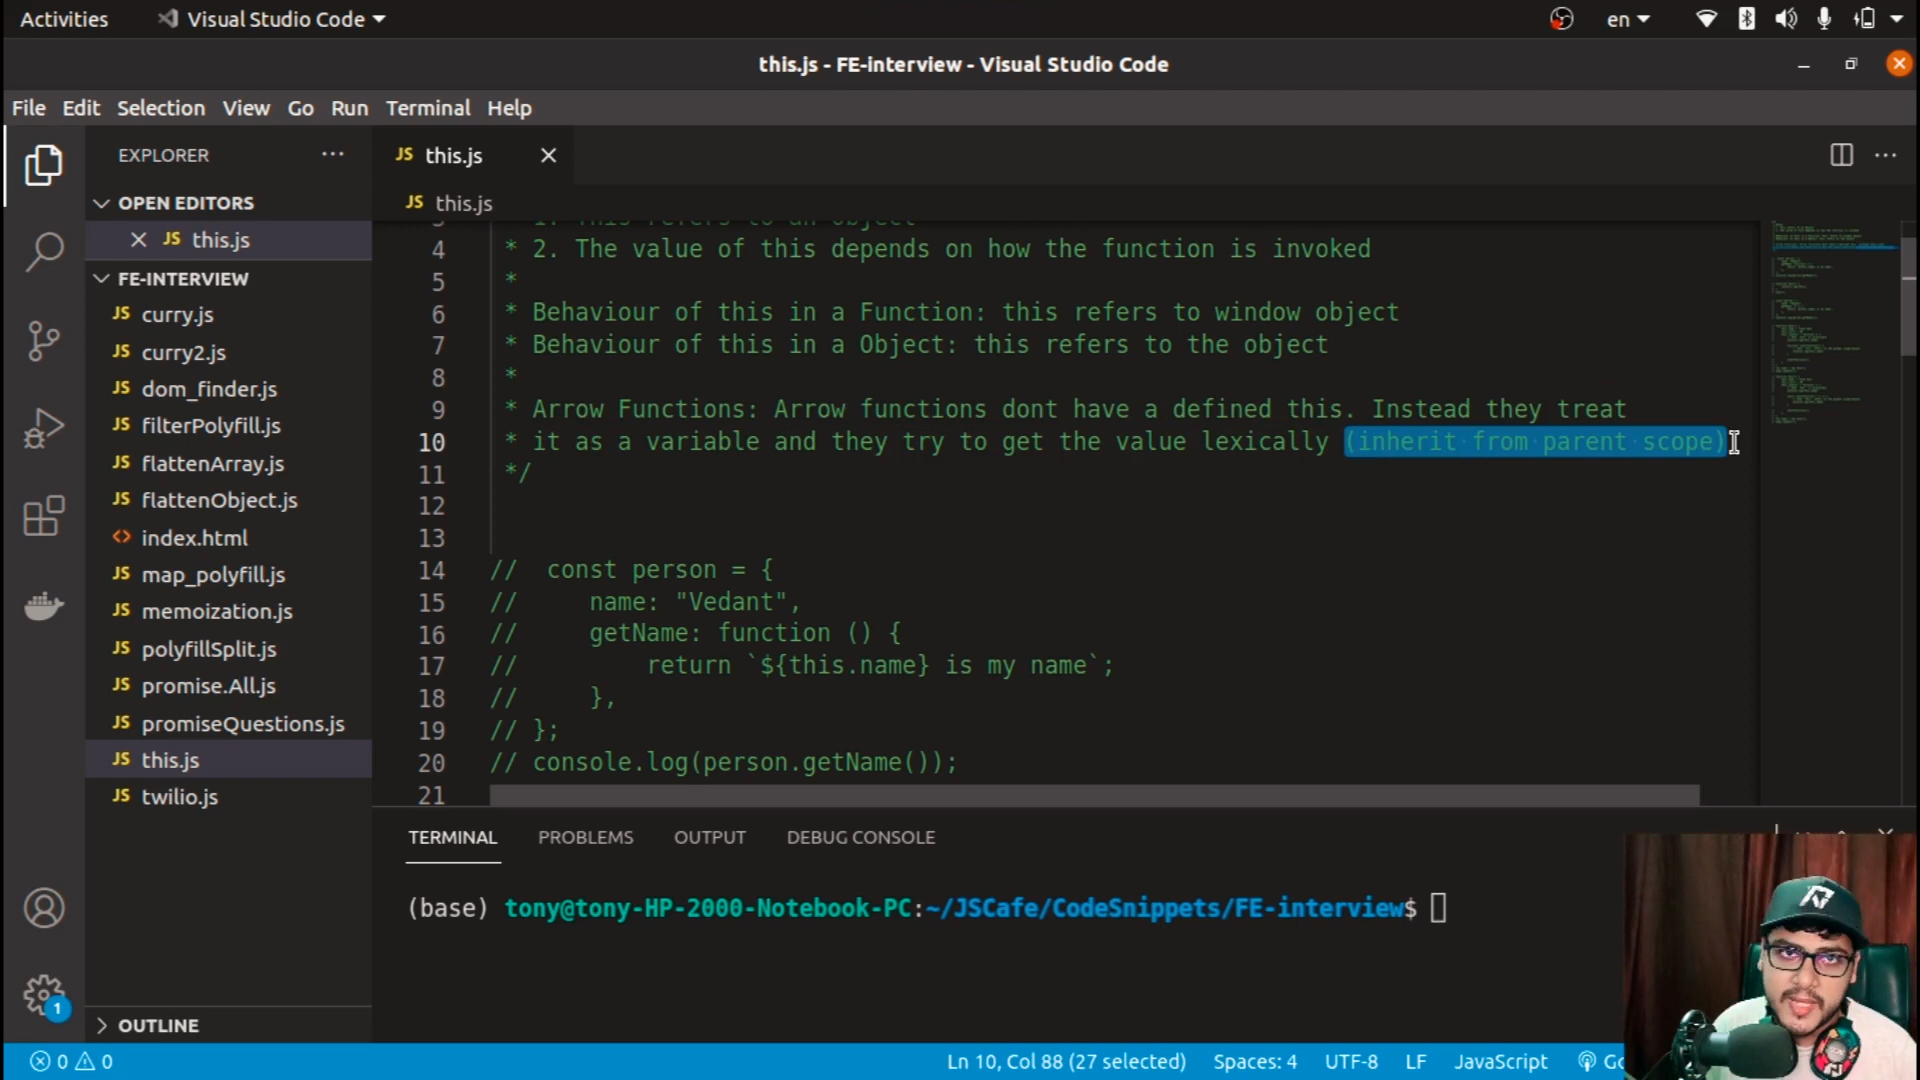 Activities
Visual Studio Code
en
this.js - FE-interview - Visual Studio Code
File Edit Selection View Go Run Terminal Help
EXPLORER
OPEN EDITORS
JS this.js
FE-INTERVIEW
JS curry.js
JS curry2.js
JS dom_finder.js
JS filterPolyfill.js
JS flattenArray.js
JS flattenObject.js
<> index.html
JS map_polyfill.js
JS memoization.js
JS polyfillSplit.js
JS promise.All.js
JS promiseQuestions.js
JS this.js
JS twilio.js
OUTLINE
1
JS this.js
JS this.js
3 * 1. This refers to an object
4 * 2. The value of this depends on how the function is invoked
5 *
6 * Behaviour of this in a Function: this refers to window object
7 * Behaviour of this in a Object: this refers to the object
8 *
9 * Arrow Functions: Arrow functions dont have a defined this. Instead they treat
10 * it as a variable and they try to get the value lexically (inherit from parent scope)
11 */
12
13
14 //  const person = {
15 //     name: "Vedant",
16 //     getName: function () {
17 //         return `${this.name} is my name`;
18 //     },
19 // };
20 // console.log(person.getName());
21
TERMINAL PROBLEMS OUTPUT DEBUG CONSOLE
(base) tony@tony-HP-2000-Notebook-PC:~/JSCafe/CodeSnippets/FE-interview$
0 0
Ln 10, Col 88 (27 selected) Spaces: 4 UTF-8 LF JavaScript